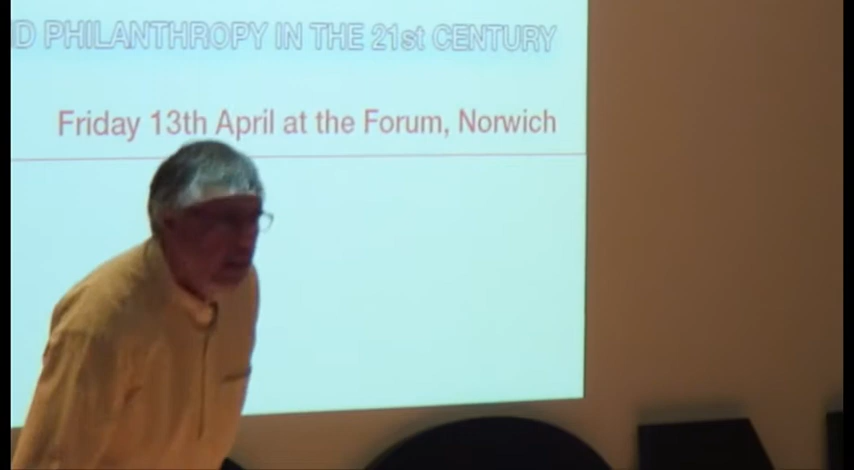 D PHILANTHROPY IN THE 21st CENTURY
Friday 13th April at the Forum, Norwich